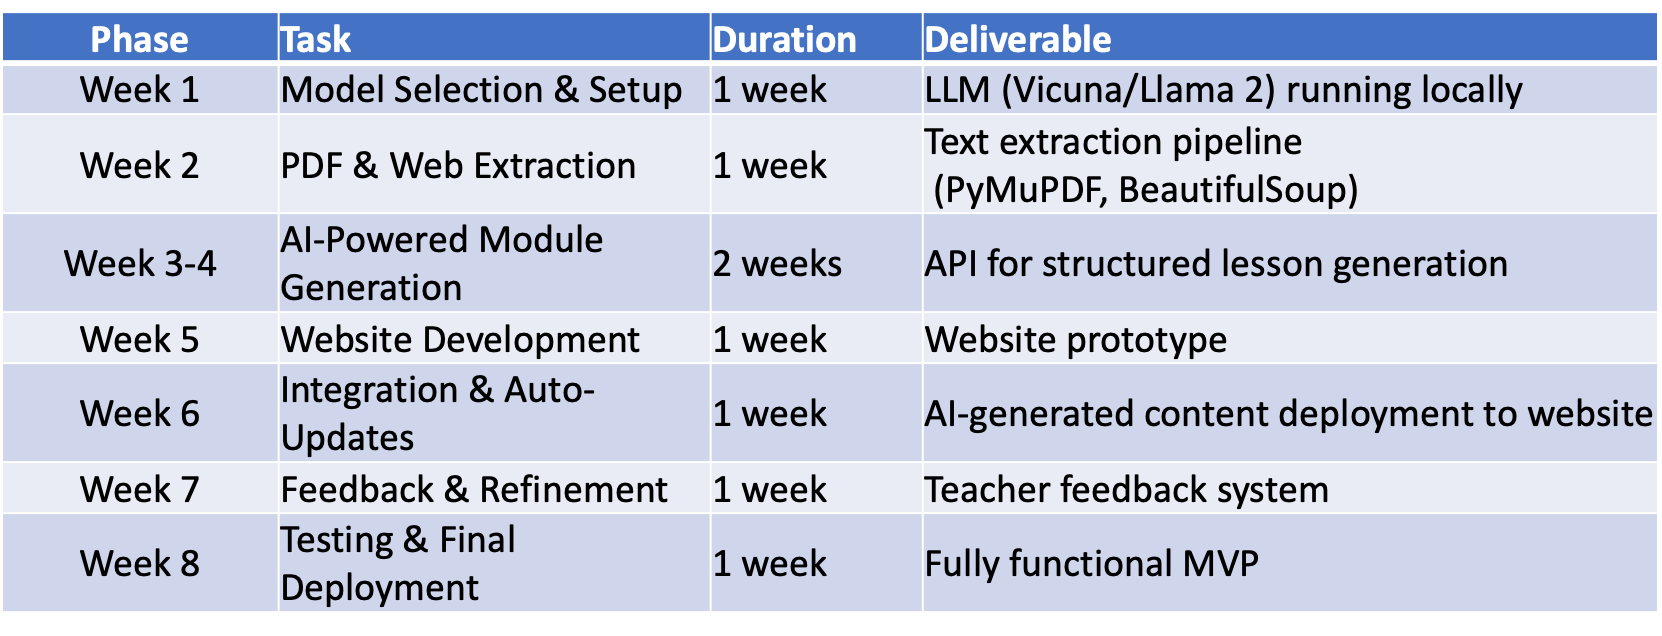 Phase Task Duration Deliverable
Week 1 Model Selection & Setup 1 week LLM (Vicuna/Llama 2) running locally
Week 2 PDF & Web Extraction 1 week Text extraction pipeline
(PyMuPDF, BeautifulSoup)
Week 3-4 AI-Powered Module
Generation 2 weeks API for structured lesson generation
Week 5 Website Development 1 week Website prototype
Week 6 Integration & Auto-
Updates 1 week AI-generated content deployment to website
Week 7 Feedback & Refinement 1 week Teacher feedback system
Week 8 Testing & Final
Deployment 1 week Fully functional MVP